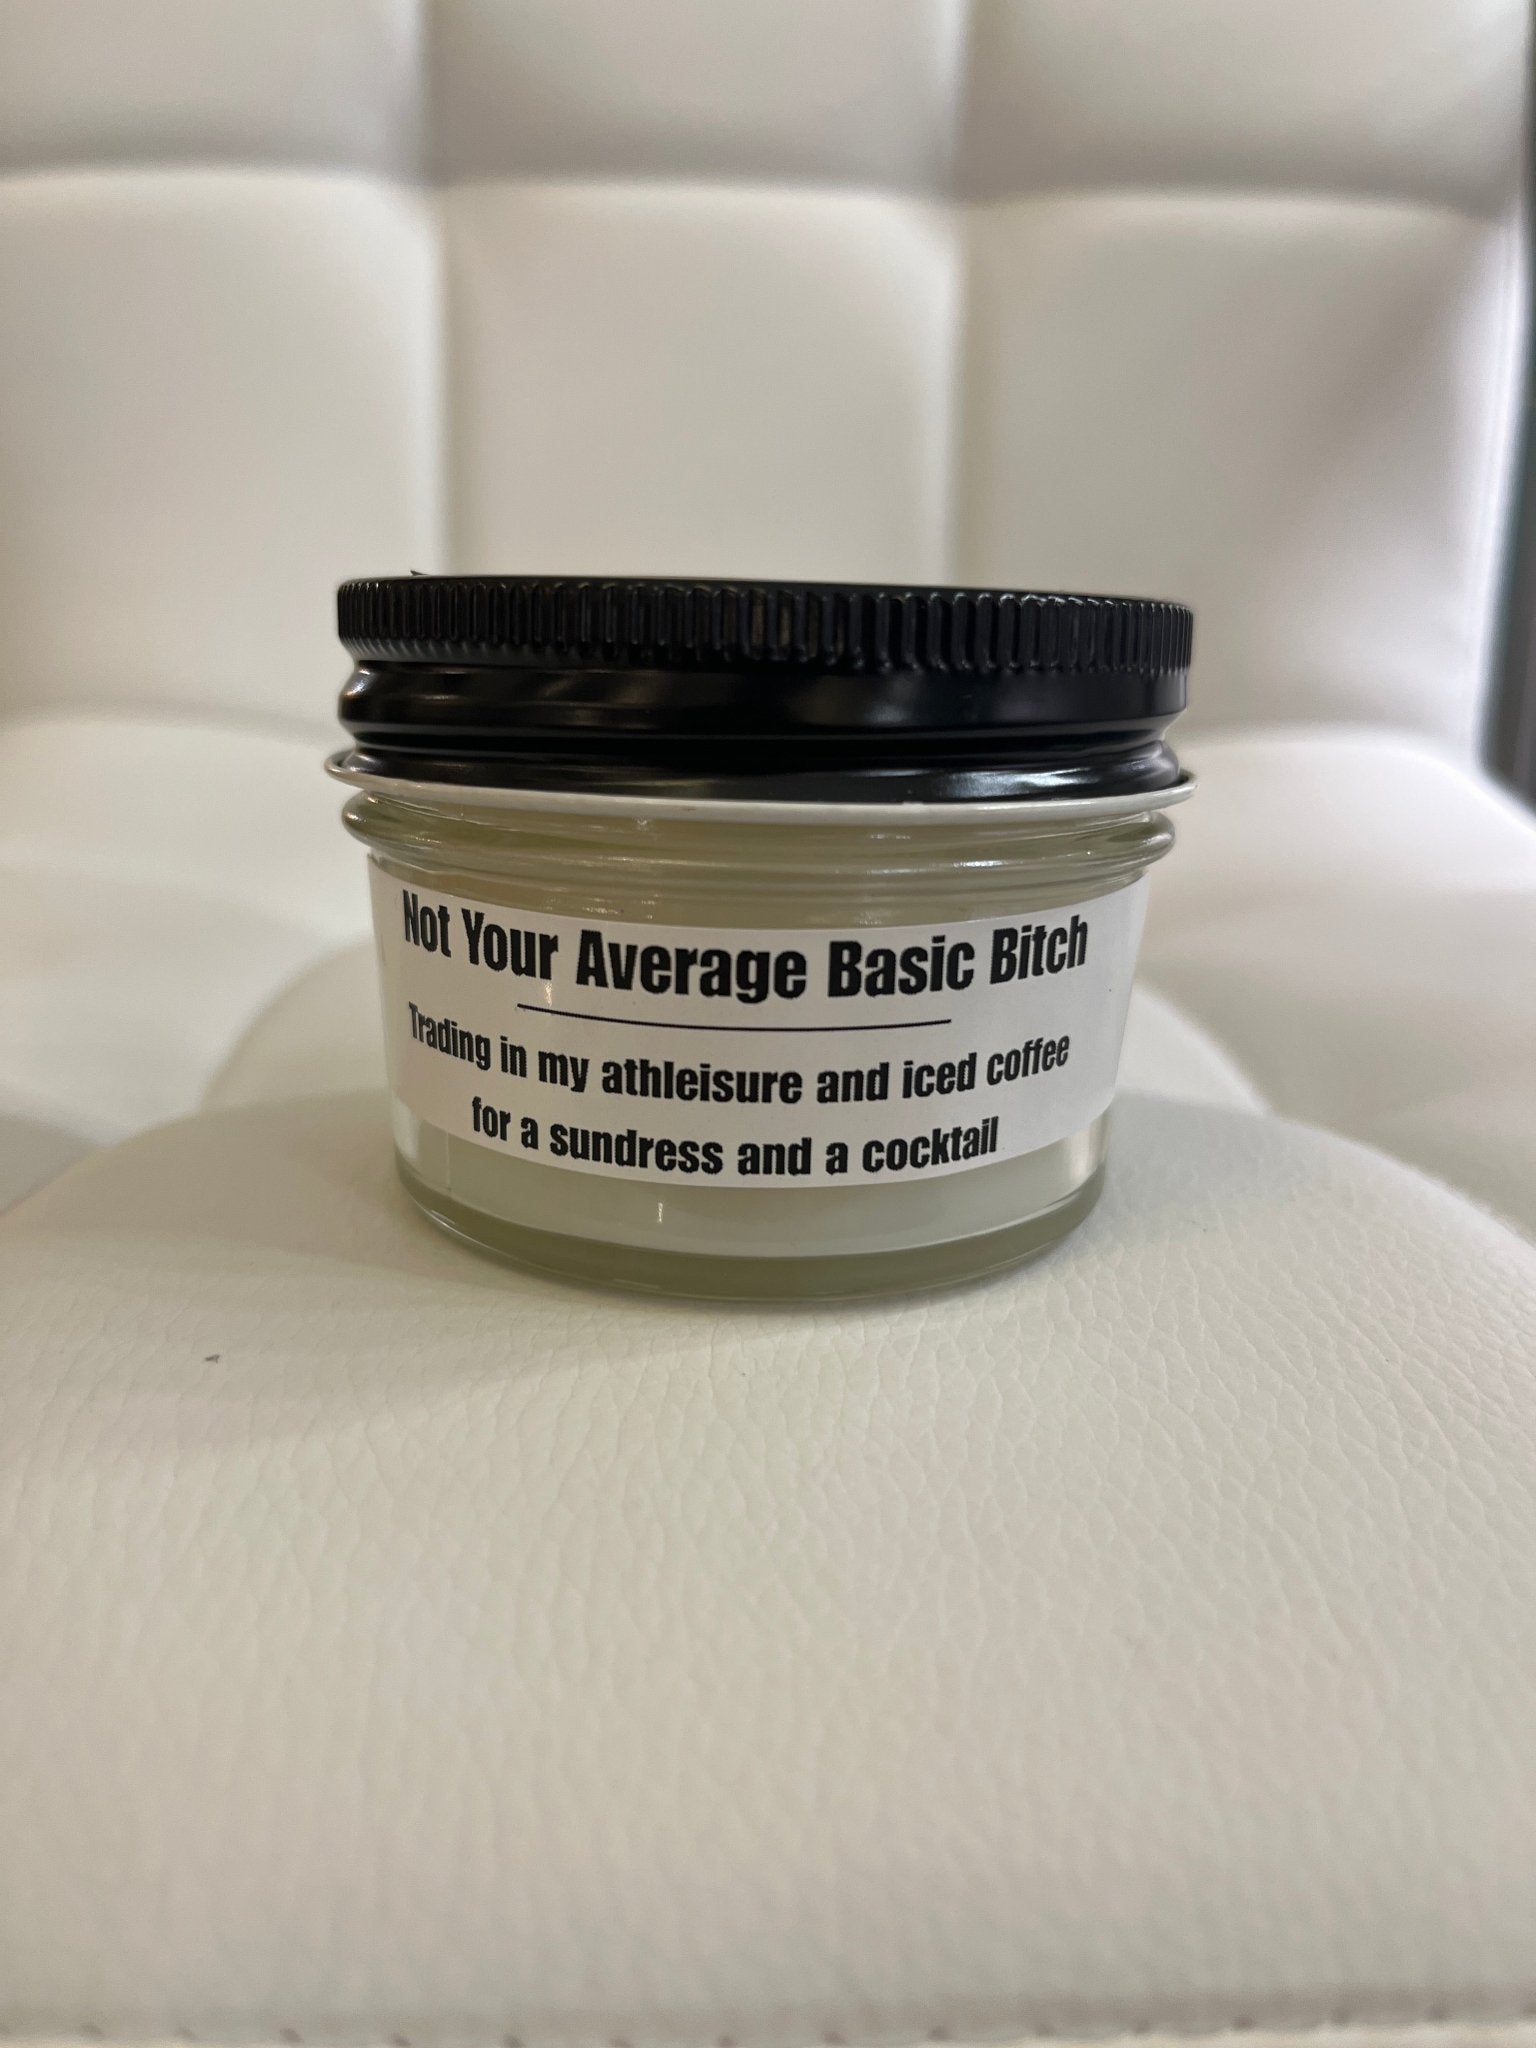 Not Your Average Basic Bitch
Trading in my athleisure and iced coffee
for a sundress and a cocktail